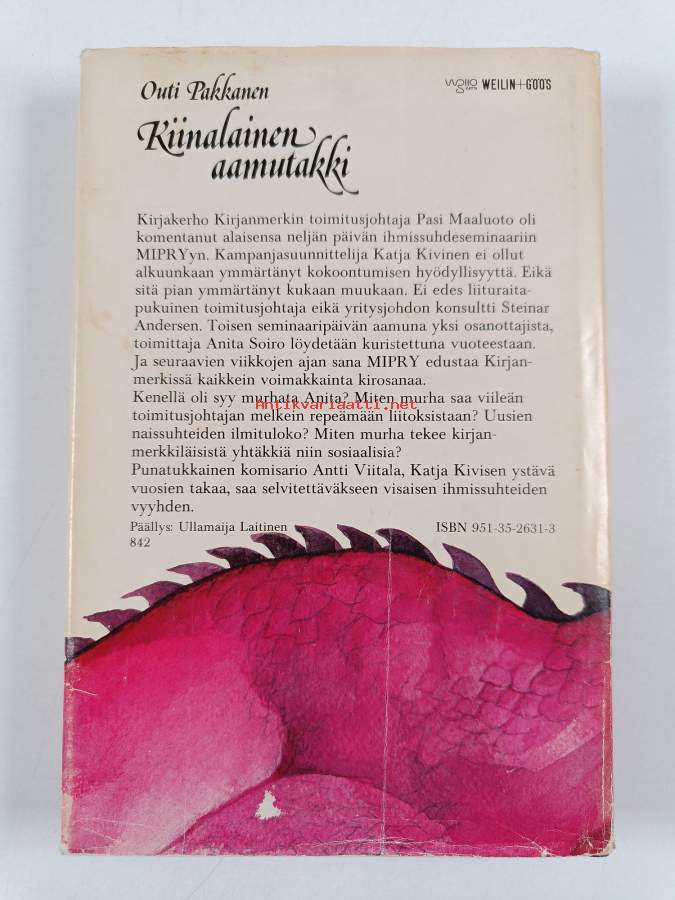 Outi Pakkanen
WEILIN+GÖÖS
Kiinalainen
aamutakki
Kirjakerho Kirjanmerkin toimitusjohtaja Pasi Maaluoto oli
komentanut alaisensa neljän päivän ihmissuhdeseminaariin
MIPRYyn. Kampanjasuunnittelija Katja Kivinen ei ollut
alkuunkaan ymmärtänyt kokoontumisen hyödyllisyyttä. Eikä
sitä pian ymmärtänyt kukaan muukaan. Ei edes liituraita-
pukuinen toimitusjohtaja eikä yritysjohdon konsultti Steinar
Andersen. Toisen seminaaripäivän aamuna yksi osanottajista,
toimittaja Anita Soiro löydetään kuristettuna vuoteestaan.
Ja seuraavien viikkojen ajan sana MIPRY edustaa Kirjan-
merkissä kaikkein voimakkainta kirosanaa.
Kenellä oli syy murhata Anita? Miten murha saa viileän
Antikvariaatti.net
toimitusjohtajan melkein repeämään liitoksistaan? Uusien
naissuhteiden ilmituloko? Miten murha tekee kirjan-
merkkiläisistä yhtäkkiä niin sosiaalisia?
Punatukkainen komisario Antti Viitala, Katja Kivisen ystävä
vuosien takaa, saa selvitettäväkseen visaisen ihmissuhteiden
vyyhden.
Päällys: Ullamaija Laitinen
ISBN 951-35-2631-3
842